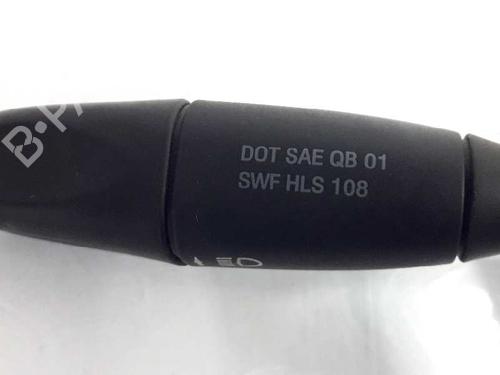 DOT SAE QB 01
SWF HLS 108